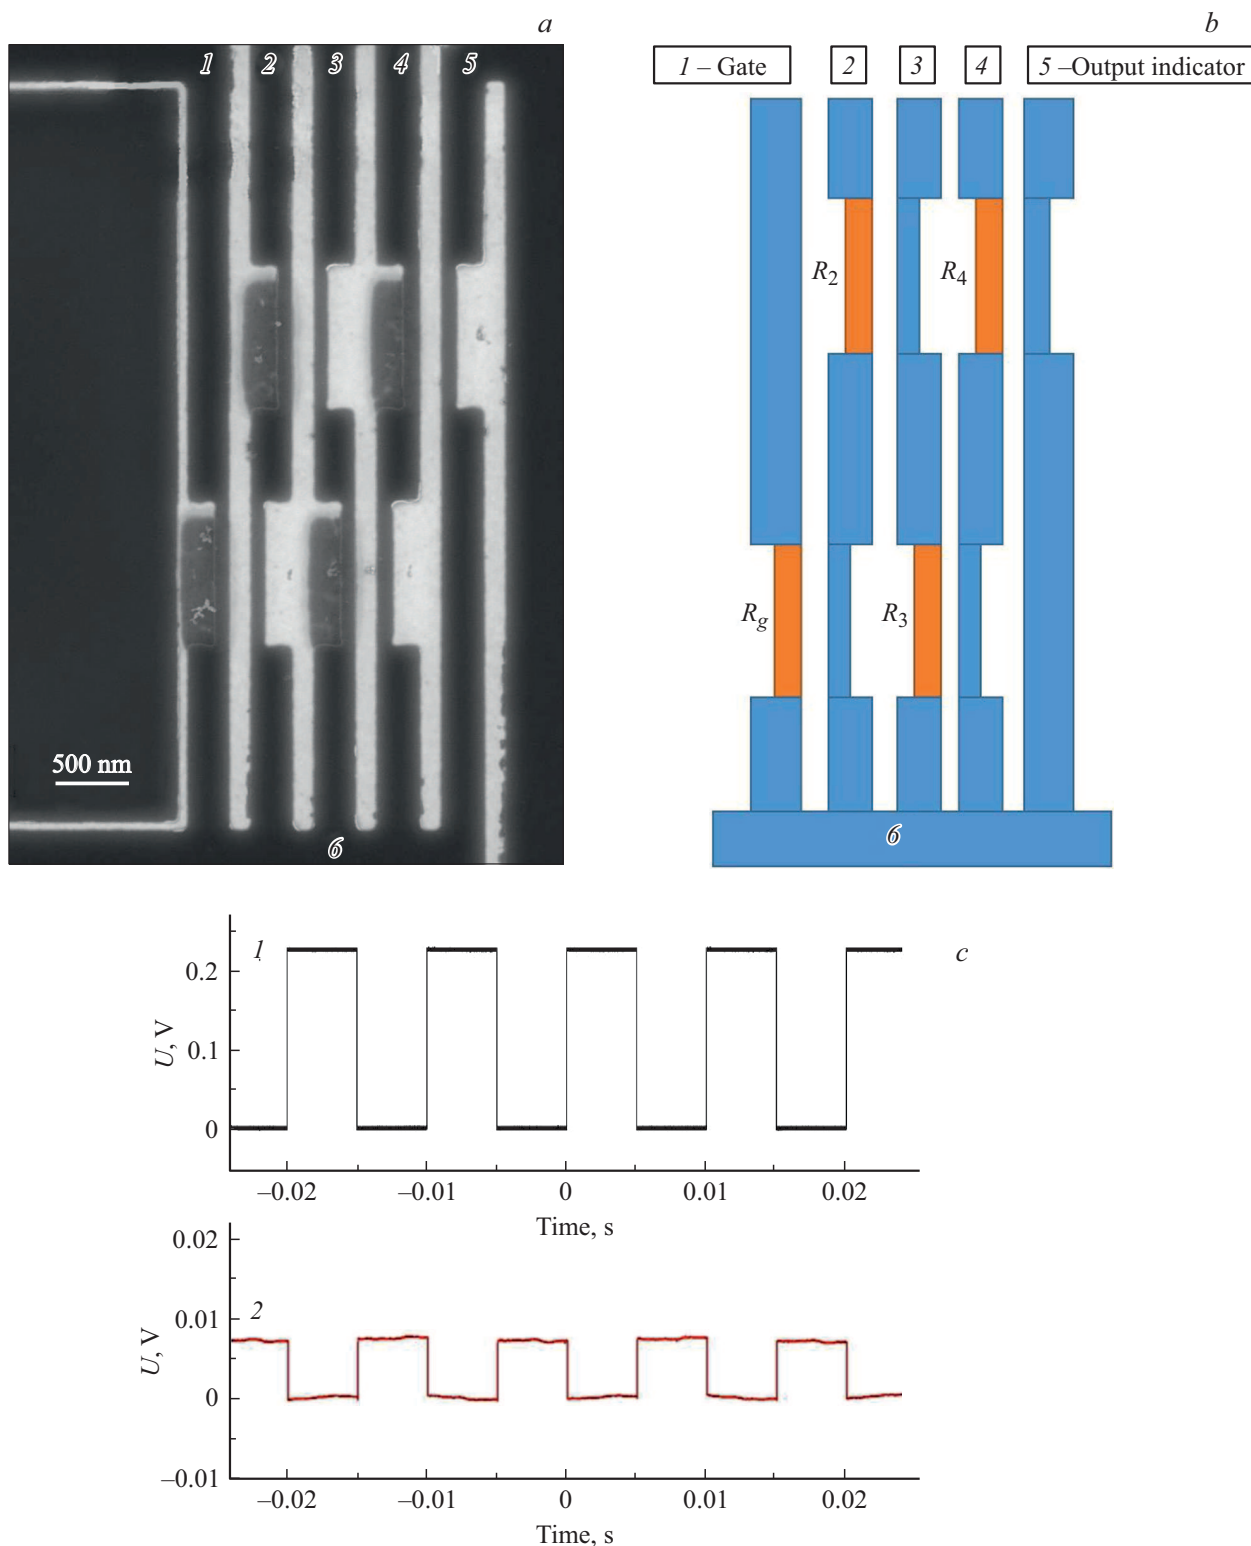 a
1 2 3 4 5
500 nm
6
b
1 – Gate 2 3 4 5 –Output indicator
R2 R4
Rg R3
6
c
1
0.2
0.1
0
U, V
–0.02 –0.01 0 0.01 0.02
Time, s
2
0.02
0.01
0
–0.01
U, V
–0.02 –0.01 0 0.01 0.02
Time, s